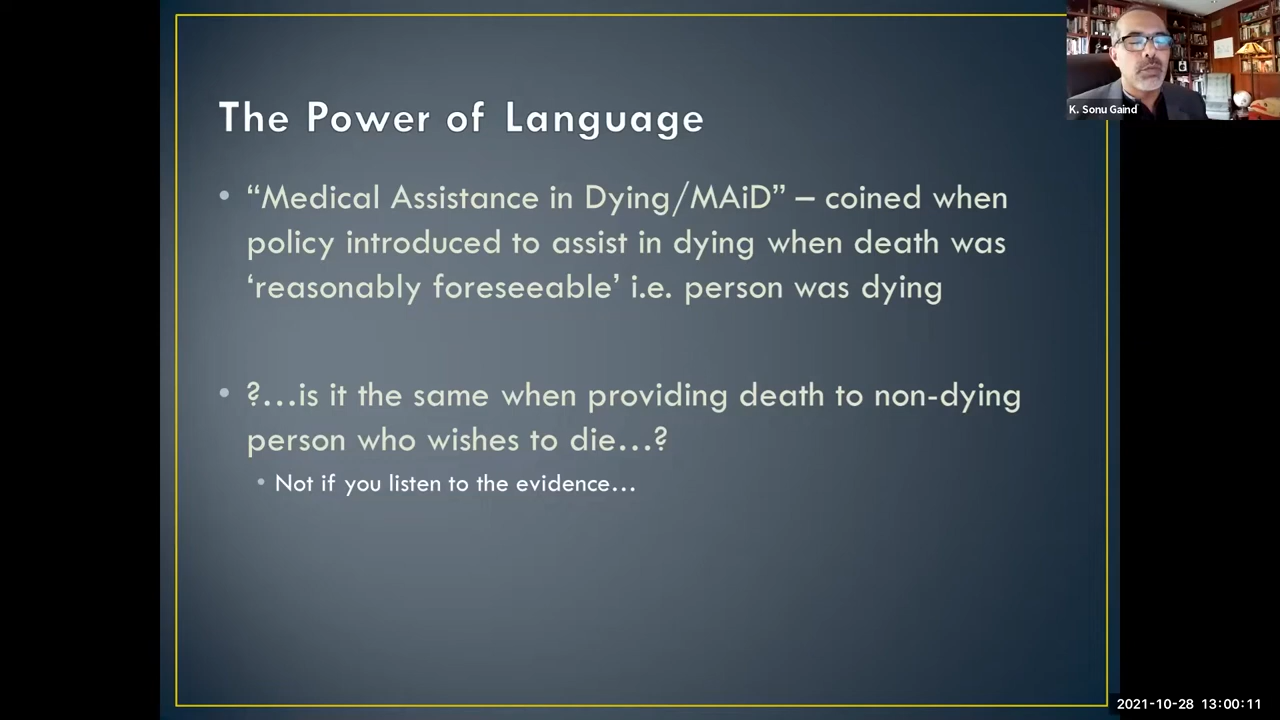 The Power of Language
K. Sonu Gaind
• “Medical Assistance in Dying/MAiD” – coined when
policy introduced to assist in dying when death was
‘reasonably foreseeable’ i.e. person was dying
• ?…is it the same when providing death to non-dying
person who wishes to die…?
• Not if you listen to the evidence…
2021-10-28 13:00:11